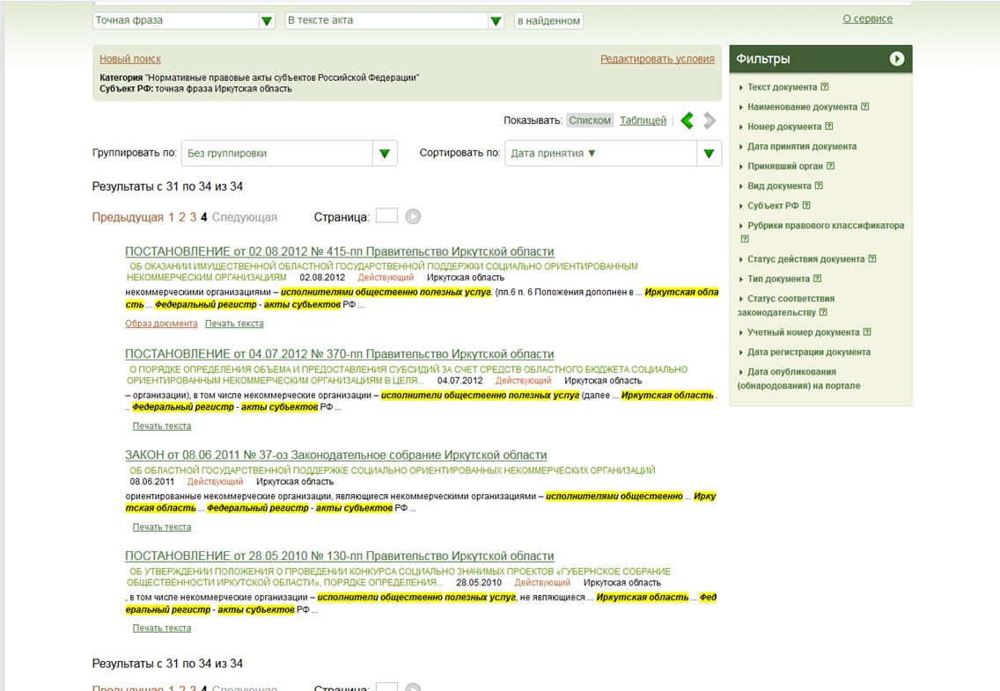 Точная фраза
В тексте акта
в найденном
О сервисе
Новый поиск
Редактировать условия
Категория "Нормативные правовые акты субъектов Российской Федерации"
Субъект РФ: точная фраза Иркутская область
Показывать: Списком Таблицей
Группировать по: Без группировки
Сортировать по: Дата принятия ▼
Результаты с 31 по 34 из 34
Предыдущая 1 2 3 4 Следующая Страница:
ПОСТАНОВЛЕНИЕ от 02.08.2012 № 415-пп Правительство Иркутской области
ОБ ОКАЗАНИИ ИМУЩЕСТВЕННОЙ ОБЛАСТНОЙ ГОСУДАРСТВЕННОЙ ПОДДЕРЖКИ СОЦИАЛЬНО ОРИЕНТИРОВАННЫМ
НЕКОММЕРЧЕСКИМ ОРГАНИЗАЦИЯМ 02.08.2012 Действующий Иркутская область
некоммерческими организациями – исполнителями общественно полезных услуг. {пп.6 п. 6 Положения дополнен в ... Иркутская обла
сть ... Федеральный регистр - акты субъектов РФ ...
Образ документа Печать текста
ПОСТАНОВЛЕНИЕ от 04.07.2012 № 370-пп Правительство Иркутской области
О ПОРЯДКЕ ОПРЕДЕЛЕНИЯ ОБЪЕМА И ПРЕДОСТАВЛЕНИЯ СУБСИДИЙ ЗА СЧЕТ СРЕДСТВ ОБЛАСТНОГО БЮДЖЕТА СОЦИАЛЬНО
ОРИЕНТИРОВАННЫМ НЕКОММЕРЧЕСКИМ ОРГАНИЗАЦИЯМ В ЦЕЛЯ... 04.07.2012 Действующий Иркутская область
– организации), в том числе некоммерческие организации – исполнители общественно полезных услуг (далее ... Иркутская область .
.. Федеральный регистр - акты субъектов РФ ...
Печать текста
ЗАКОН от 08.06.2011 № 37-оз Законодательное собрание Иркутской области
ОБ ОБЛАСТНОЙ ГОСУДАРСТВЕННОЙ ПОДДЕРЖКЕ СОЦИАЛЬНО ОРИЕНТИРОВАННЫХ НЕКОММЕРЧЕСКИХ ОРГАНИЗАЦИЙ
08.06.2011 Действующий Иркутская область
ориентированные некоммерческие организации, являющиеся некоммерческими организациями – исполнителями общественно ... Ирку
тская область ... Федеральный регистр - акты субъектов РФ ...
Печать текста
ПОСТАНОВЛЕНИЕ от 28.05.2010 № 130-пп Правительство Иркутской области
ОБ УТВЕРЖДЕНИИ ПОЛОЖЕНИЯ О ПРОВЕДЕНИИ КОНКУРСА СОЦИАЛЬНО ЗНАЧИМЫХ ПРОЕКТОВ «ГУБЕРНСКОЕ СОБРАНИЕ
ОБЩЕСТВЕННОСТИ ИРКУТСКОЙ ОБЛАСТИ», ПОРЯДКЕ ОПРЕДЕЛЕНИЯ... 28.05.2010 Действующий Иркутская область
, в том числе некоммерческие организации – исполнители общественно полезных услуг, не являющиеся ... Иркутская область ... Фед
еральный регистр - акты субъектов РФ ...
Печать текста
Результаты с 31 по 34 из 34
Предыдущая 1 2 3 4 Следующая Страница:
Фильтры
Текст документа ?
Наименование документа ?
Номер документа ?
Дата принятия документа
Принявший орган ?
Вид документа ?
Субъект РФ ?
Рубрики правового классификатора
?
Статус действия документа ?
Тип документа ?
Статус соответствия
законодательству ?
Учетный номер документа ?
Дата регистрации документа
Дата опубликования
(обнародования) на портале